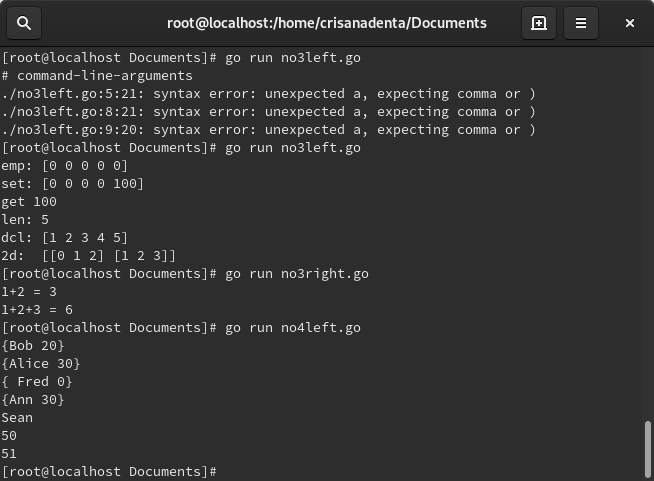 root@localhost:/home/crisanadenta/Documents
[root@localhost Documents]# go run no3left.go
# command-line-arguments
./no3left.go:5:21: syntax error: unexpected a, expecting comma or )
./no3left.go:8:21: syntax error: unexpected a, expecting comma or )
./no3left.go:9:20: syntax error: unexpected a, expecting comma or )
[root@localhost Documents]# go run no3left.go
emp: [0 0 0 0 0]
set: [0 0 0 0 100]
get 100
len: 5
dcl: [1 2 3 4 5]
2d:  [[0 1 2] [1 2 3]]
[root@localhost Documents]# go run no3right.go
1+2 = 3
1+2+3 = 6
[root@localhost Documents]# go run no4left.go
{Bob 20}
{Alice 30}
{ Fred 0}
{Ann 30}
Sean
50
51
[root@localhost Documents]#